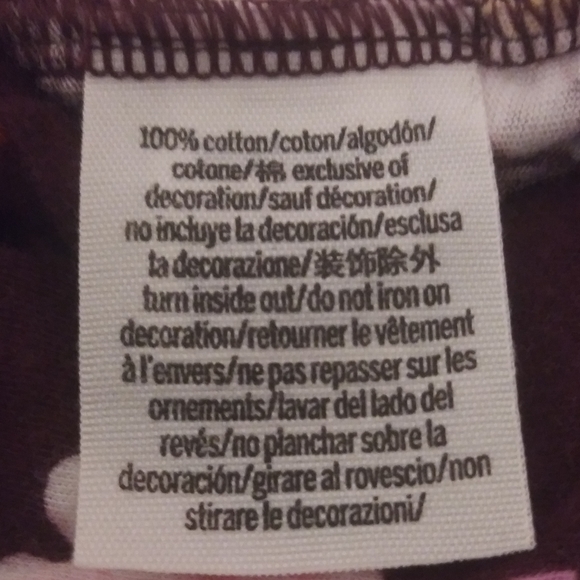 100% cotton/coton/algodón/
cotone/棉 exclusive of
decoration/sauf décoration/
no incluye la decoración/esclusa
la decorazione/装饰除外
turn inside out/do not iron on
decoration/retourner le vêtement
à l'envers/ne pas repasser sur les
ornements/lavar del lado del
revés/no planchar sobre la
decoración/girare al rovescio/non
stirare le decorazioni/